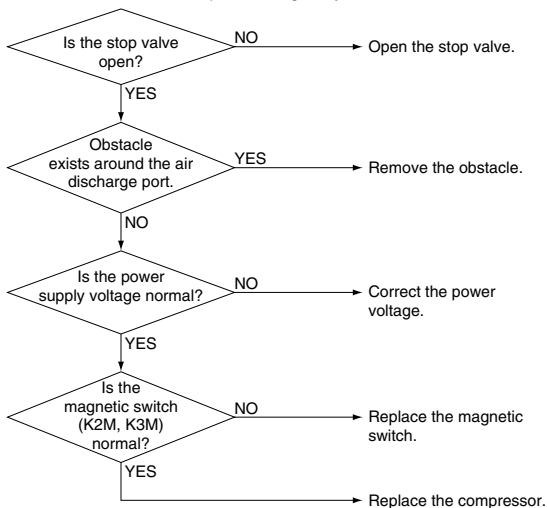 Is the stop valve
open?
NO
Open the stop valve.
YES
Obstacle
exists around the air
discharge port.
YES
Remove the obstacle.
NO
Is the power
supply voltage normal?
NO
Correct the power
voltage.
YES
Is the
magnetic switch
(K2M, K3M)
normal?
NO
Replace the magnetic
switch.
YES
Replace the compressor.